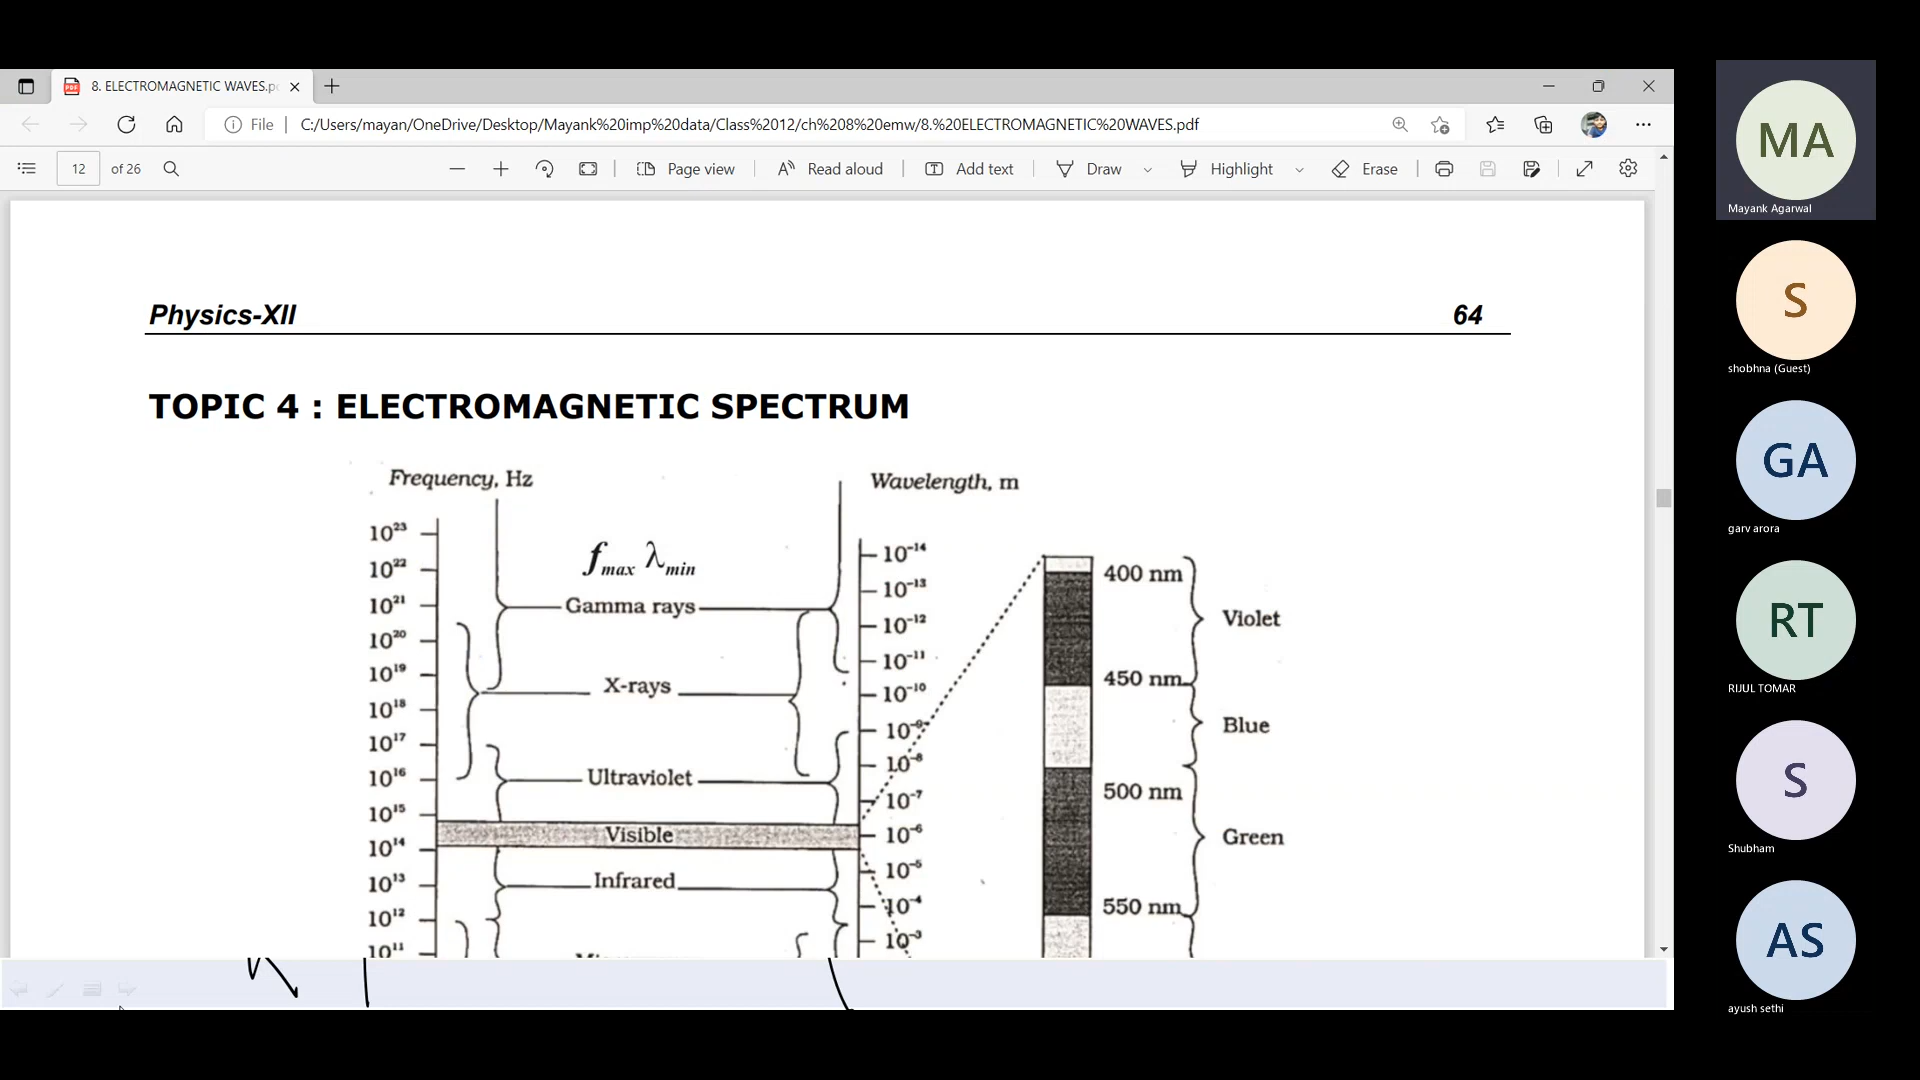 8. ELECTROMAGNETIC WAVES.p
File C:/Users/mayan/OneDrive/Desktop/Mayank%20imp%20data/Class%2012/ch%208%20emw/8.%20ELECTROMAGNETIC%20WAVES.pdf
12 of 26 Page view Read aloud Add text Draw Highlight Erase
Physics-XII 64
TOPIC 4 : ELECTROMAGNETIC SPECTRUM
Frequency, Hz
Wavelength, m
10²³
10²²
10²¹
10²⁰
10¹⁹
10¹⁸
10¹⁷
10¹⁶
10¹⁵
10¹⁴
10¹³
10¹²
10¹¹
f max λ min
Gamma rays
X-rays
Ultraviolet
Visible
Infrared
10⁻¹⁴
10⁻¹³
10⁻¹²
10⁻¹¹
10⁻¹⁰
10⁻⁹
10⁻⁸
10⁻⁷
10⁻⁶
10⁻⁵
10⁻⁴
10⁻³
400 nm
450 nm
500 nm
550 nm
Violet
Blue
Green
MA
Mayank Agarwal
S
shobhna (Guest)
GA
garv arora
RT
RIJUL TOMAR
S
Shubham
AS
ayush sethi